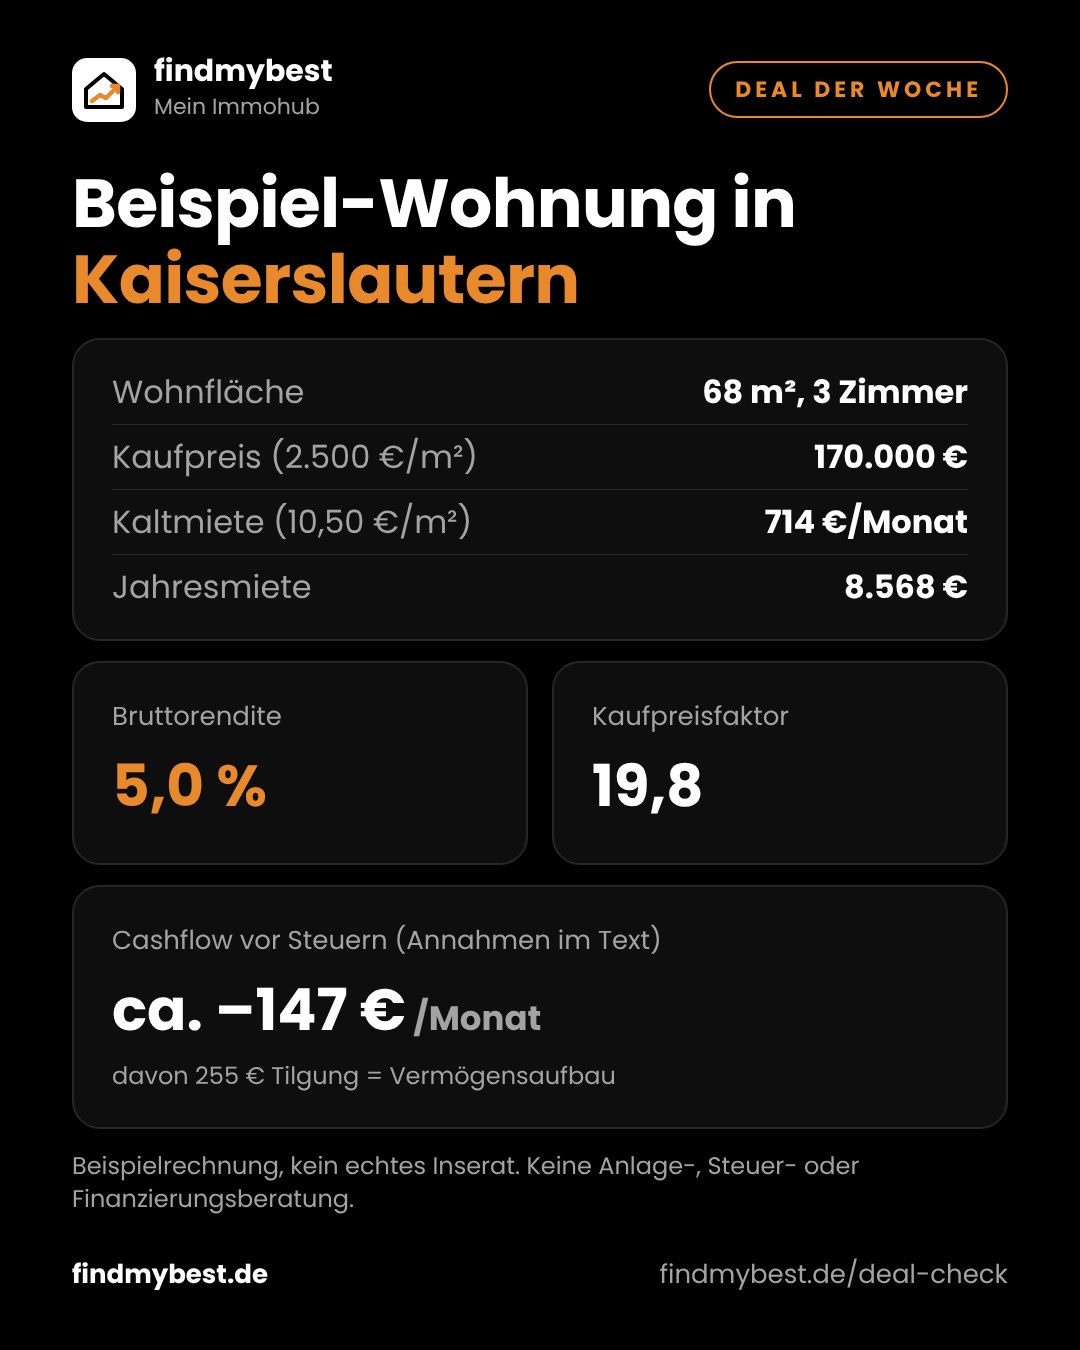 findmybest
Mein Immohub
DEAL DER WOCHE
Beispiel-Wohnung in
Kaiserslautern
Wohnfläche 68 m², 3 Zimmer
Kaufpreis (2.500 €/m²) 170.000 €
Kaltmiete (10,50 €/m²) 714 €/Monat
Jahresmiete 8.568 €
Bruttorendite
5,0 %
Kaufpreisfaktor
19,8
Cashflow vor Steuern (Annahmen im Text)
ca. –147 € /Monat
davon 255 € Tilgung = Vermögensaufbau
Beispielrechnung, kein echtes Inserat. Keine Anlage-, Steuer- oder
Finanzierungsberatung.
findmybest.de
findmybest.de/deal-check